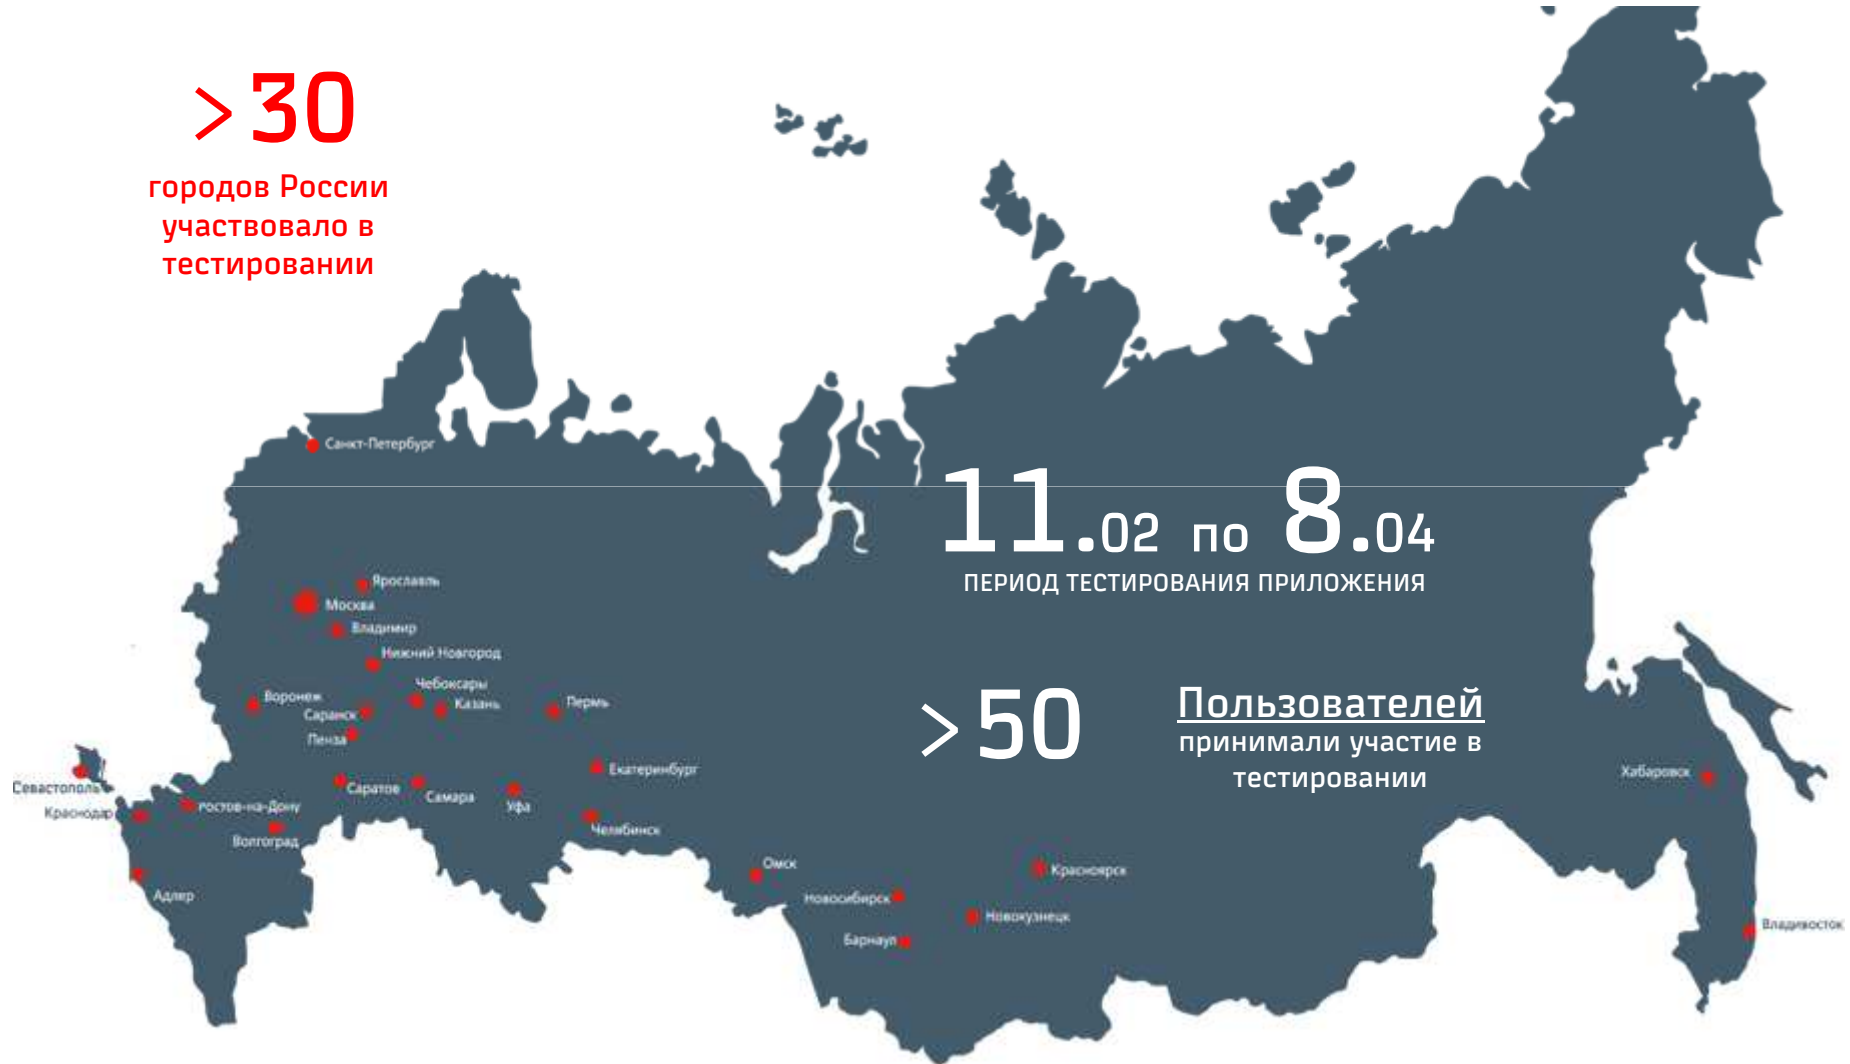 > 30
городов России
участвовало в
тестировании
Санкт-Петербург
11.02 по 8.04
ПЕРИОД ТЕСТИРОВАНИЯ ПРИЛОЖЕНИЯ
Ярославль
Москва
Владимир
Нижний Новгород
Чебоксары
Казань
Пермь
Воронеж
Саранск
Пенза
> 50
Пользователей
принимали участие в
тестировании
Екатеринбург
Хабаровск
Севастополь
Саратов
Самара
Уфа
Краснодар
Ростов-на-Дону
Волгоград
Челябинск
Омск
Красноярск
Адлер
Новосибирск
Новокузнецк
Барнаул
Владивосток